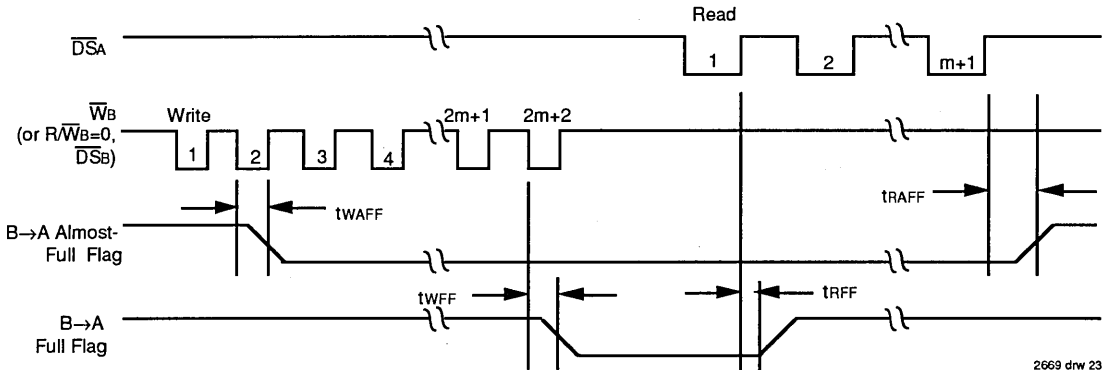 Read
DSA
1
2
m+1
WB
(or R/WB=0,
DSB)
Write
2m+1
2m+2
1
2
3
4
tWAFF
tRAFF
B→A Almost-
Full Flag
tWFF
tRFF
B→A
Full Flag
2669 drw 23